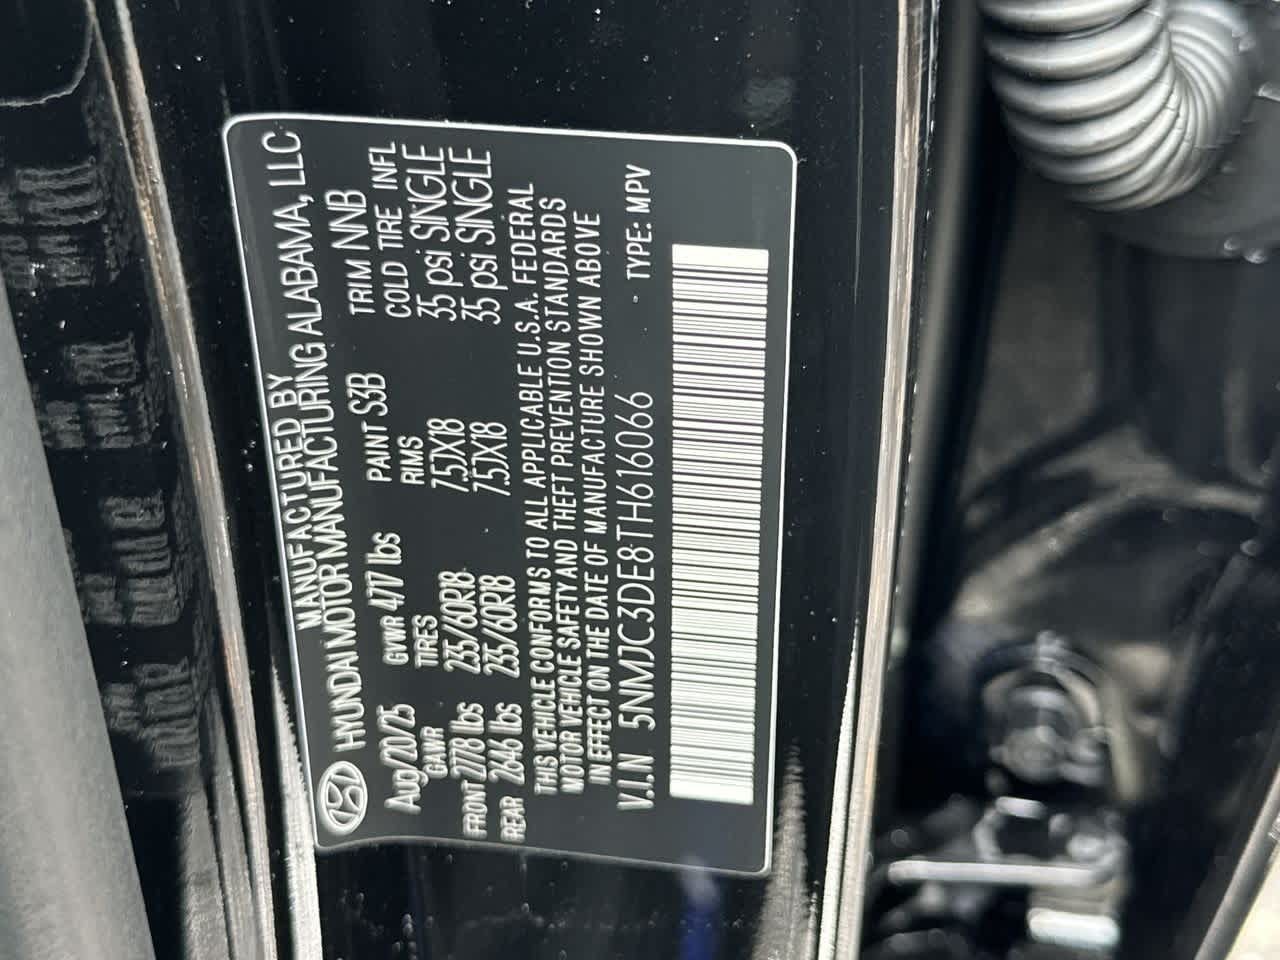 MANUFACTURED BY
HYUNDAI MOTOR MANUFACTURING ALABAMA, LLC
Aug/20/25 GVWR 4717 lbs PAINT S3B TRIM NNB
GAWR TIRES RIMS COLD TIRE INFL
FRONT 2778 lbs 235/60R18 7.5JX18 35 psi SINGLE
REAR 2646 lbs 235/60R18 7.5JX18 35 psi SINGLE
THIS VEHICLE CONFORMS TO ALL APPLICABLE U.S.A. FEDERAL
MOTOR VEHICLE SAFETY AND THEFT PREVENTION STANDARDS
IN EFFECT ON THE DATE OF MANUFACTURE SHOWN ABOVE
V.I.N 5NMJC3DE8TH616066 - TYPE: MPV